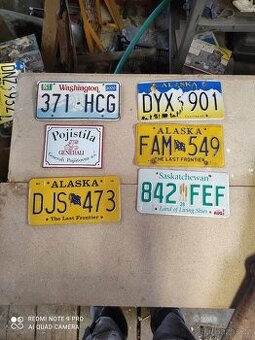 Washington
371-HCG
ALASKA
DYX 901
Pojistila
GENERALI
ALASKA
FAM 549
THE LAST FRONTIER
ALASKA
DJS 473
The Last Frontier
Saskatchewan
842 FEF
Land of Living Skies
REDMI NOTE 9 PRO
AI QUAD CAMERA